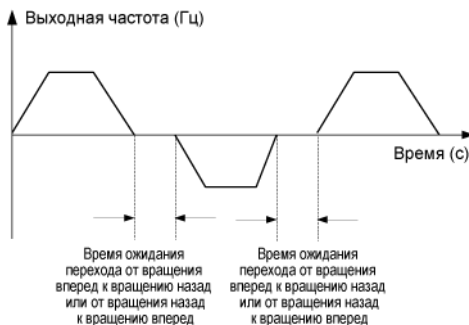 Выходная частота (Гц)
Время (с)
Время ожидания
перехода от вращения
вперед к вращению назад
или от вращения назад
к вращению вперед
Время ожидания
перехода от вращения
вперед к вращению назад
или от вращения назад
к вращению вперед